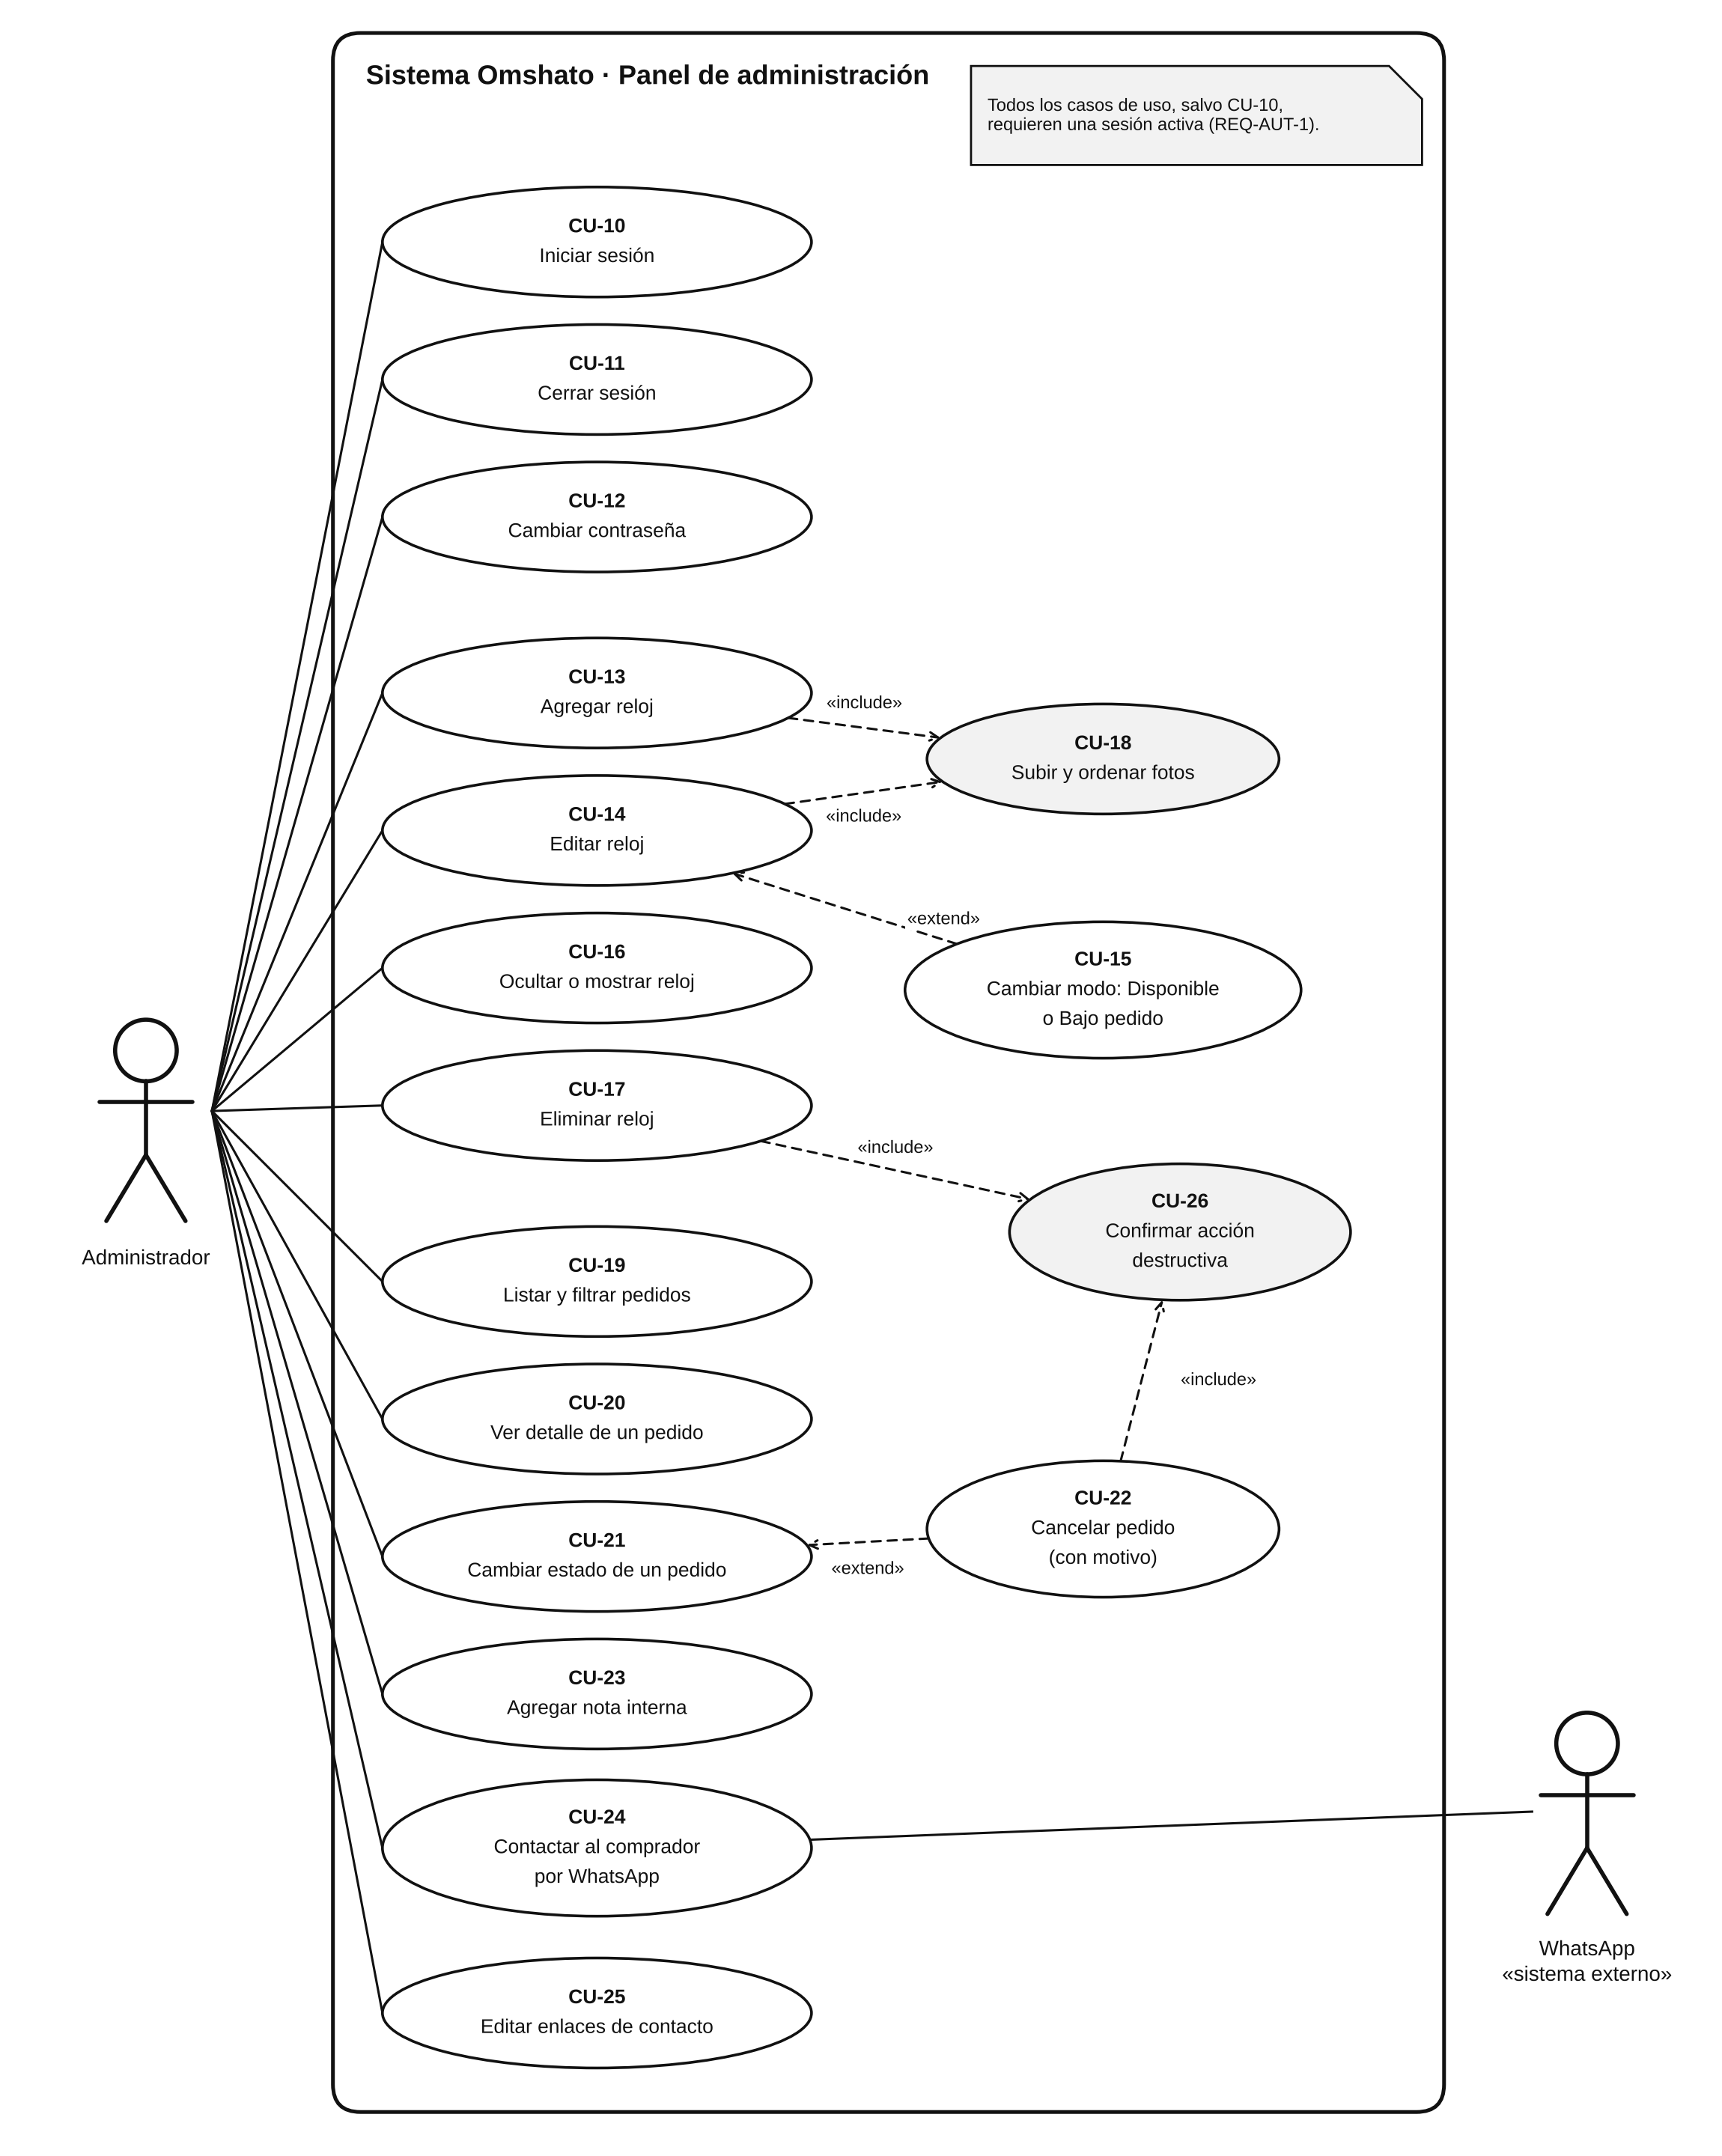 Sistema Omshato · Panel de administración
Todos los casos de uso, salvo CU-10,
requieren una sesión activa (REQ-AUT-1).
CU-10
Iniciar sesión
CU-11
Cerrar sesión
CU-12
Cambiar contraseña
CU-13
Agregar reloj
«include»
CU-18
Subir y ordenar fotos
CU-14
Editar reloj
«include»
«extend»
CU-16
Ocultar o mostrar reloj
CU-15
Cambiar modo: Disponible
o Bajo pedido
CU-17
Eliminar reloj
«include»
CU-26
Confirmar acción
destructiva
Administrador
CU-19
Listar y filtrar pedidos
«include»
CU-20
Ver detalle de un pedido
CU-22
Cancelar pedido
(con motivo)
CU-21
Cambiar estado de un pedido
«extend»
CU-23
Agregar nota interna
CU-24
Contactar al comprador
por WhatsApp
WhatsApp
«sistema externo»
CU-25
Editar enlaces de contacto